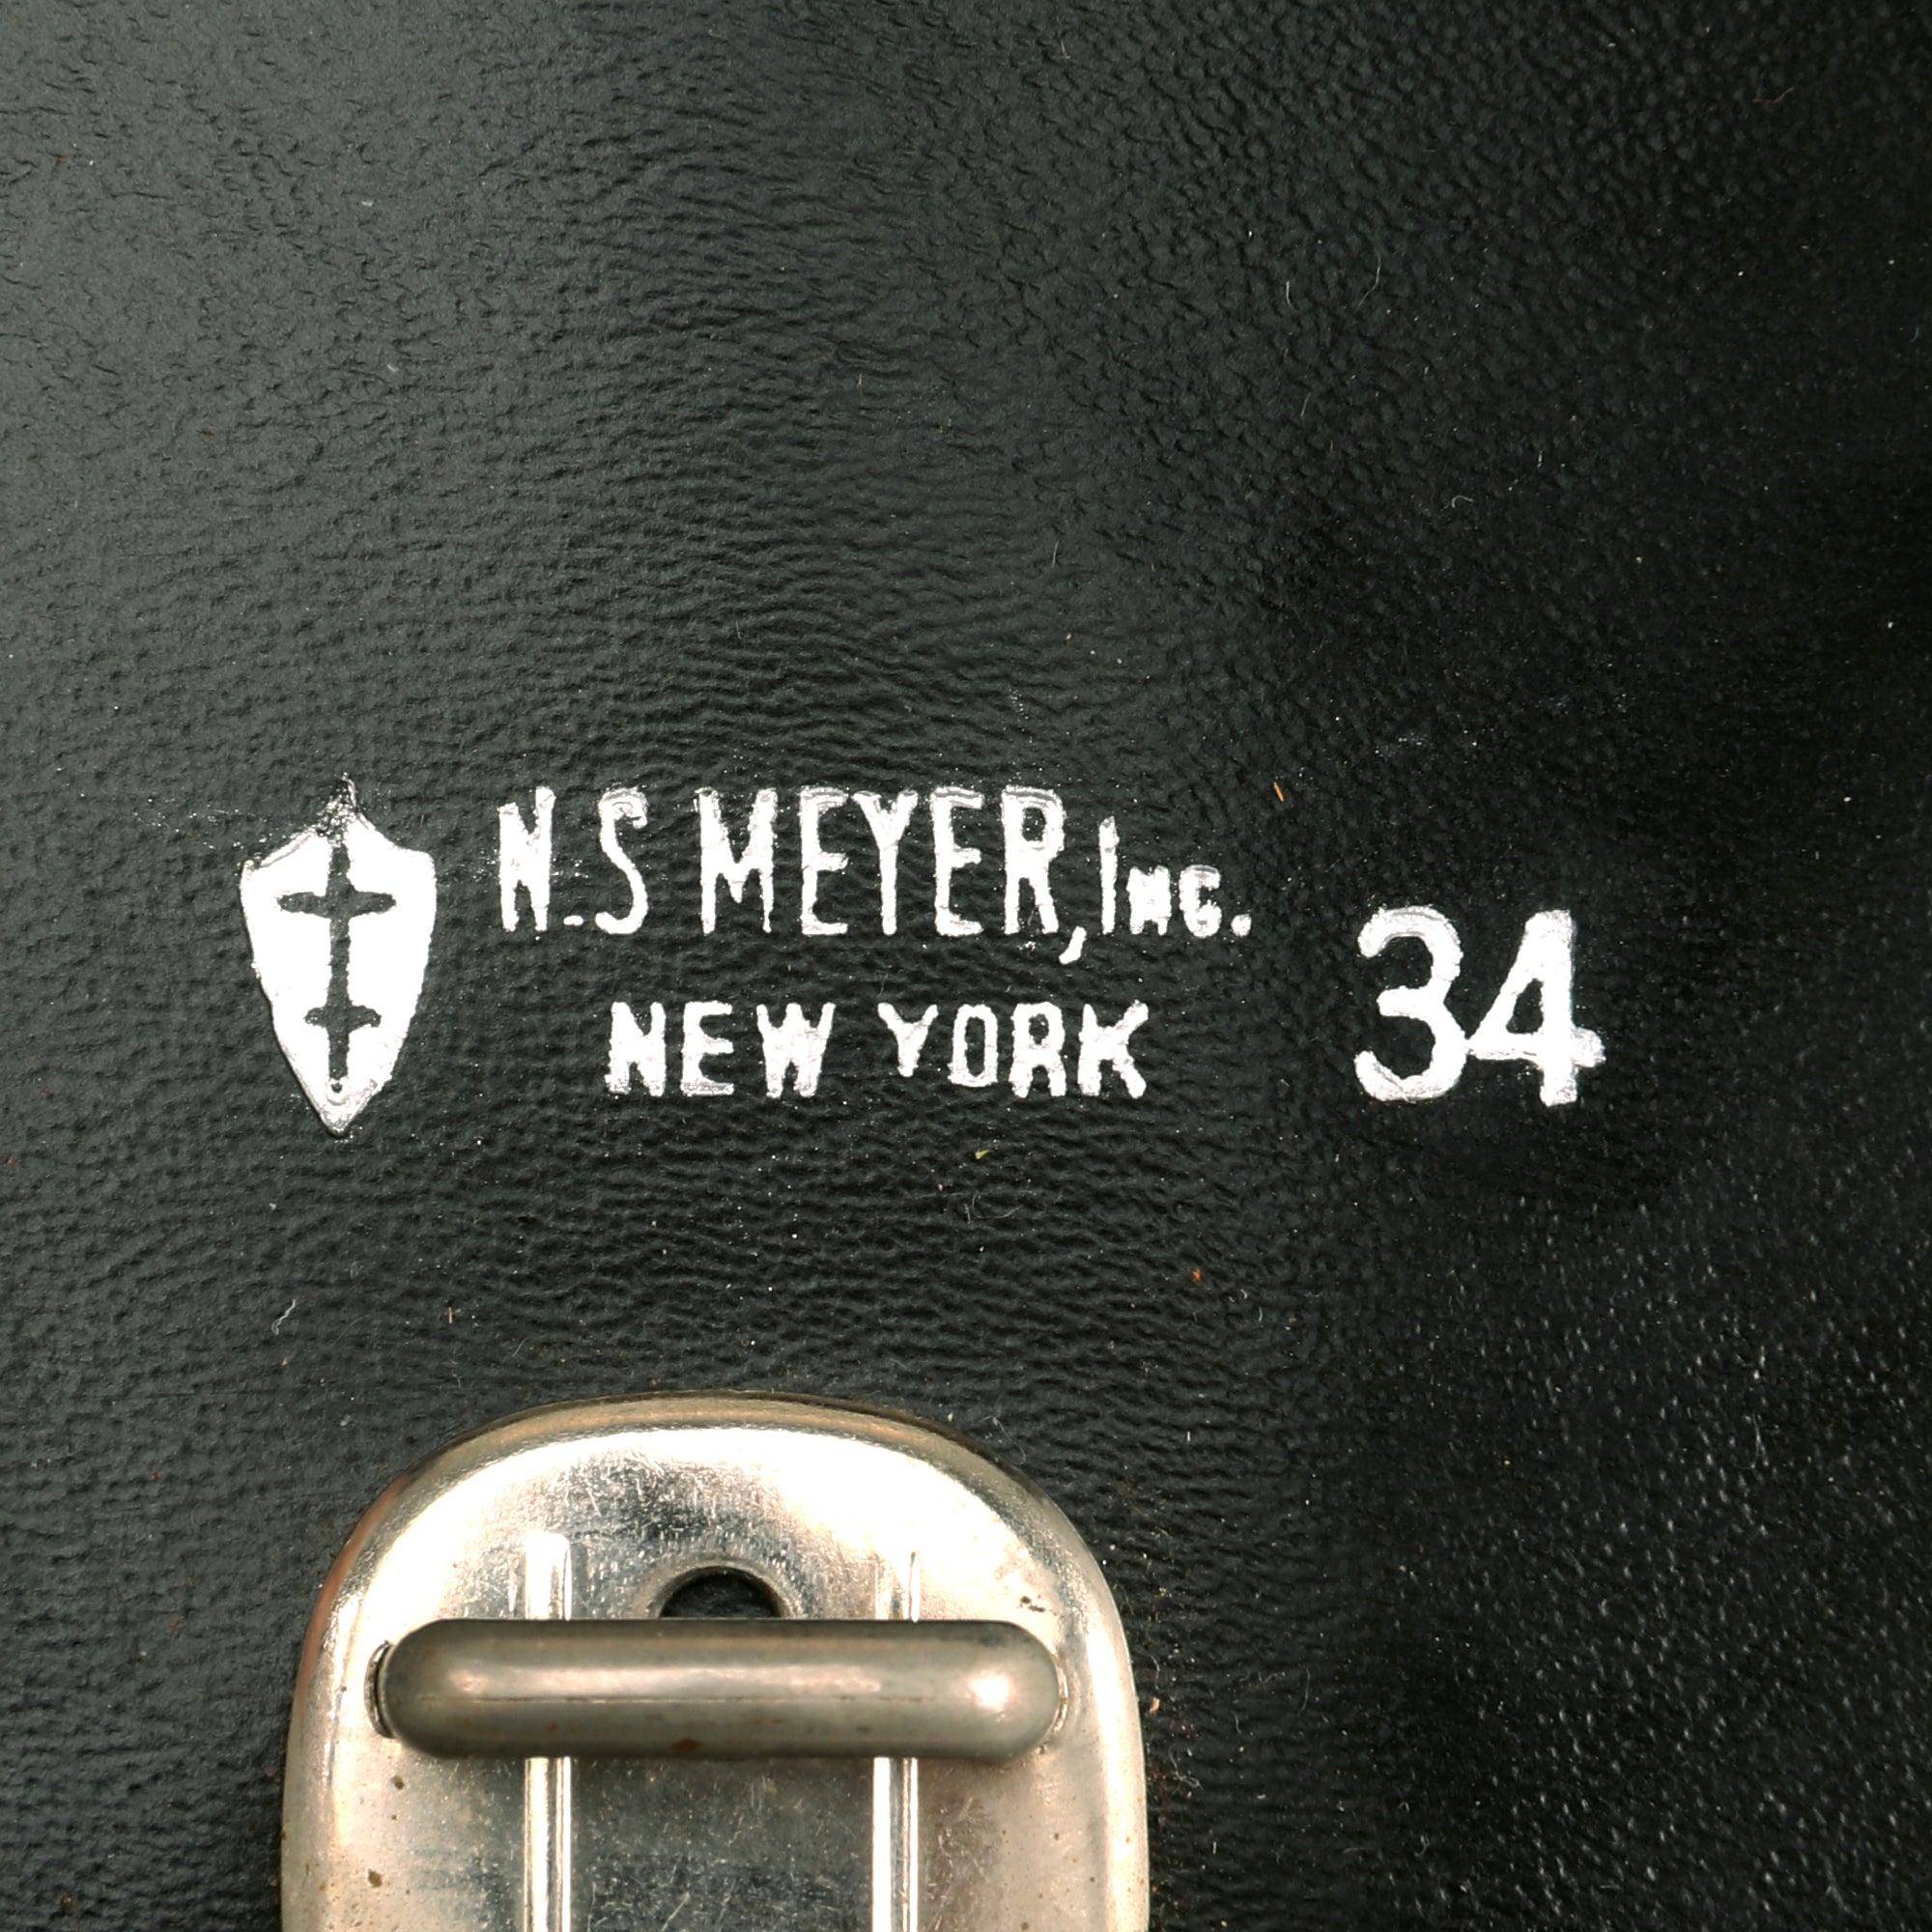 N.S MEYER, INC.
NEW YORK
34